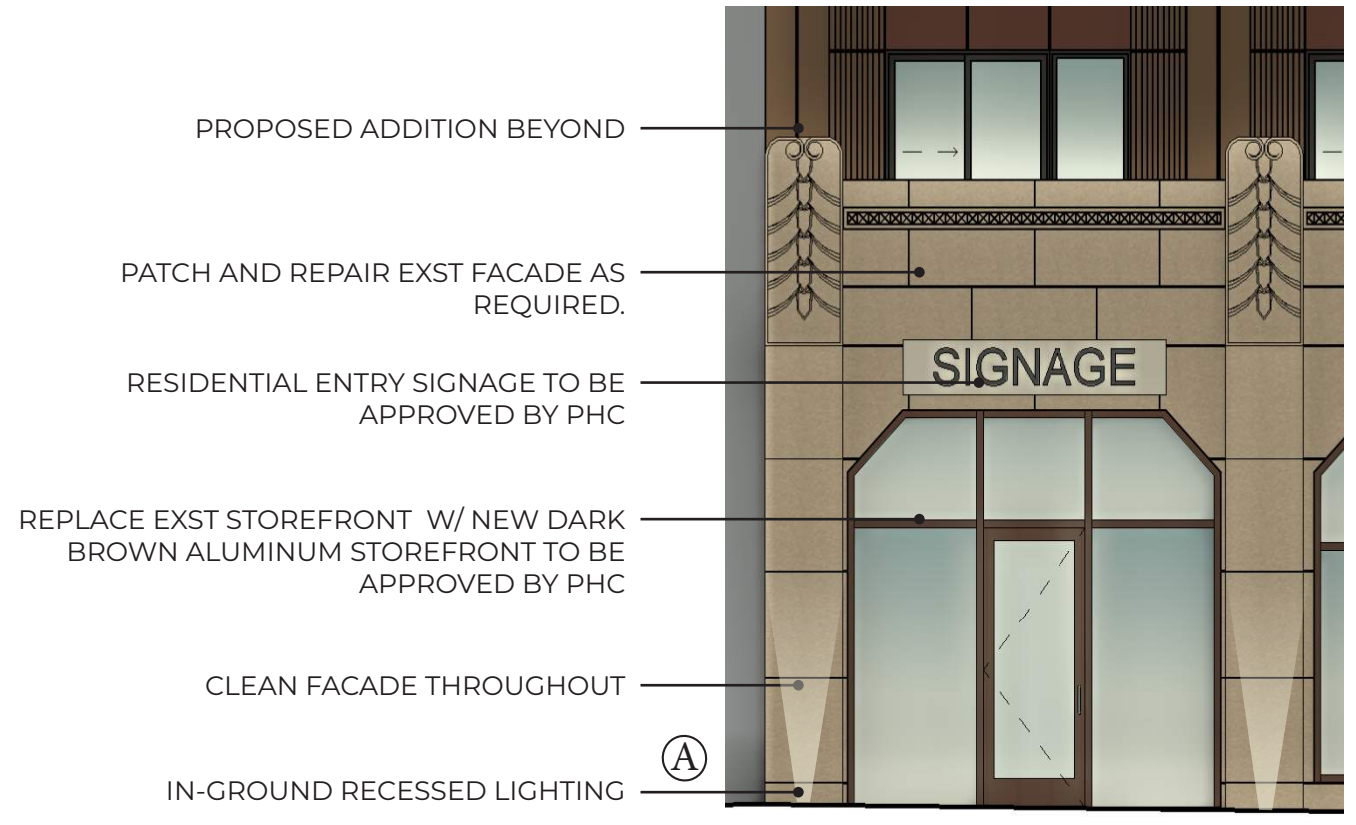 PROPOSED ADDITION BEYOND
PATCH AND REPAIR EXST FACADE AS
REQUIRED.
RESIDENTIAL ENTRY SIGNAGE TO BE
APPROVED BY PHC
SIGNAGE
REPLACE EXST STOREFRONT W/ NEW DARK
BROWN ALUMINUM STOREFRONT TO BE
APPROVED BY PHC
CLEAN FACADE THROUGHOUT
A
IN-GROUND RECESSED LIGHTING